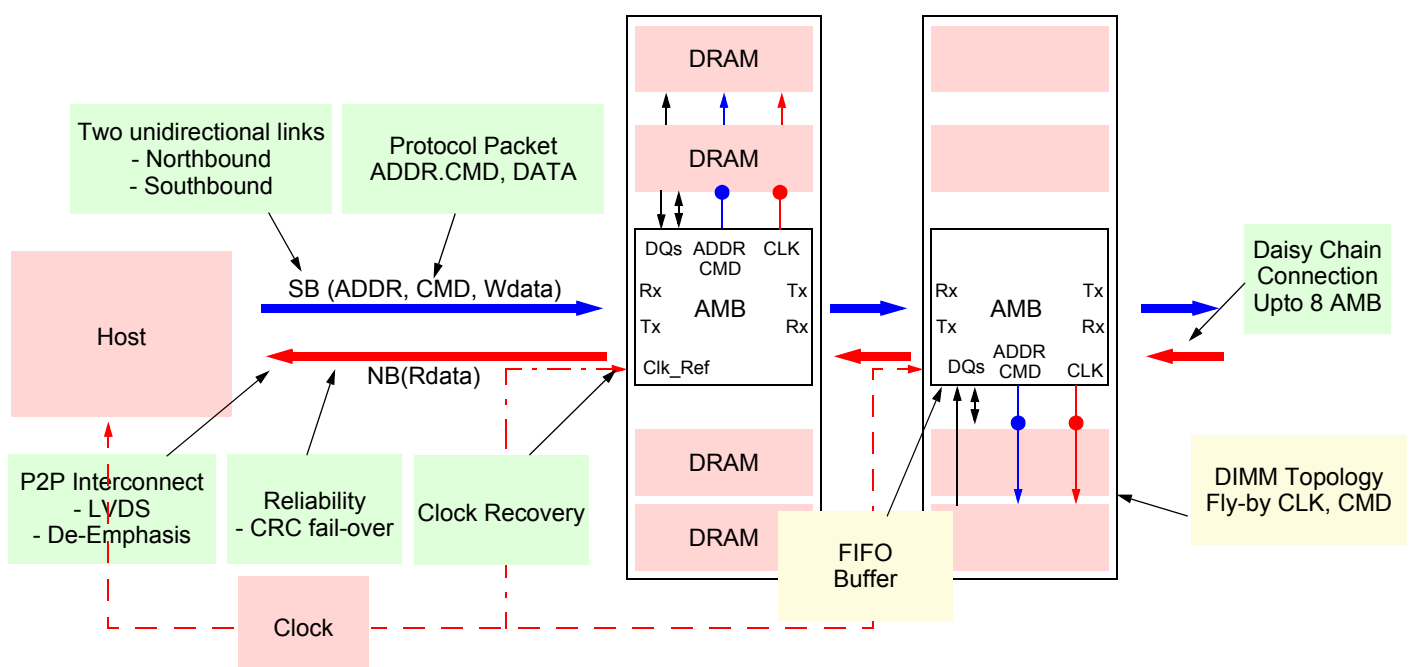 DRAM
DRAM
Two unidirectional links
- Northbound
- Southbound
Protocol Packet
ADDR.CMD, DATA
DQs
ADDR
CMD
CLK
Rx
Tx
AMB
Tx
Rx
Clk_Ref
SB (ADDR, CMD, Wdata)
Host
NB(Rdata)
Rx
Tx
AMB
Tx
Rx
DQs
ADDR
CMD
CLK
Daisy Chain
Connection
Upto 8 AMB
P2P Interconnect
- LVDS
- De-Emphasis
Reliability
- CRC fail-over
Clock Recovery
DRAM
DRAM
DIMM Topology
Fly-by CLK, CMD
FIFO
Buffer
Clock